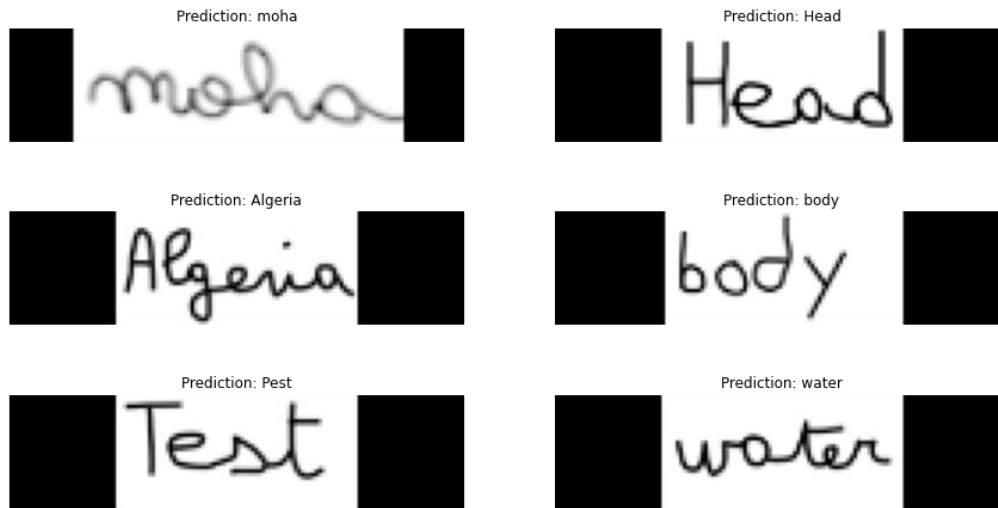 Prediction: moha
Prediction: Head
moha
Head
Prediction: Algeria
Prediction: body
Algeria
body
Prediction: Pest
Prediction: water
Test
water